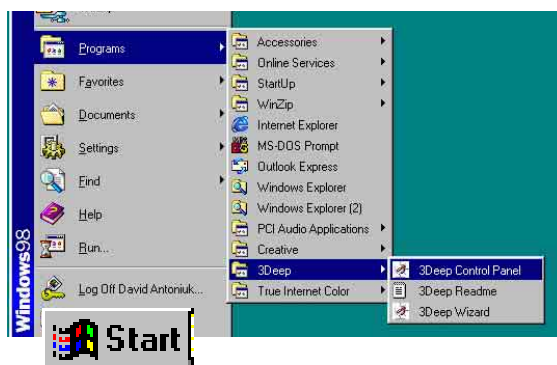 Programs
Favorites
Documents
Settings
Find
Help
Run...
Log Off David Antoniuk...
Windows98
Start
Accessories
Online Services
StartUp
WinZip
Internet Explorer
MS-DOS Prompt
Outlook Express
Windows Explorer
Windows Explorer (2)
PCI Audio Applications
Creative
3Deep
True Internet Color
3Deep Control Panel
3Deep Readme
3Deep Wizard